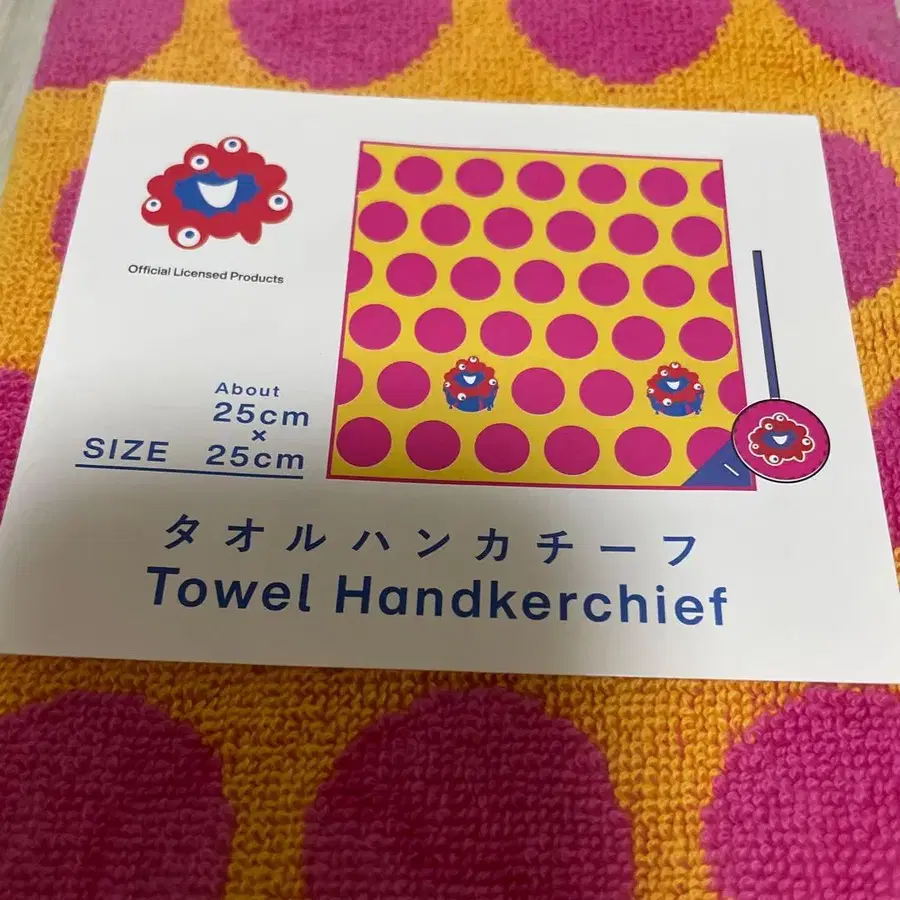 Official Licensed Products
About
25cm
×
SIZE 25cm
タオルハンカチーフ
Towel Handkerchief